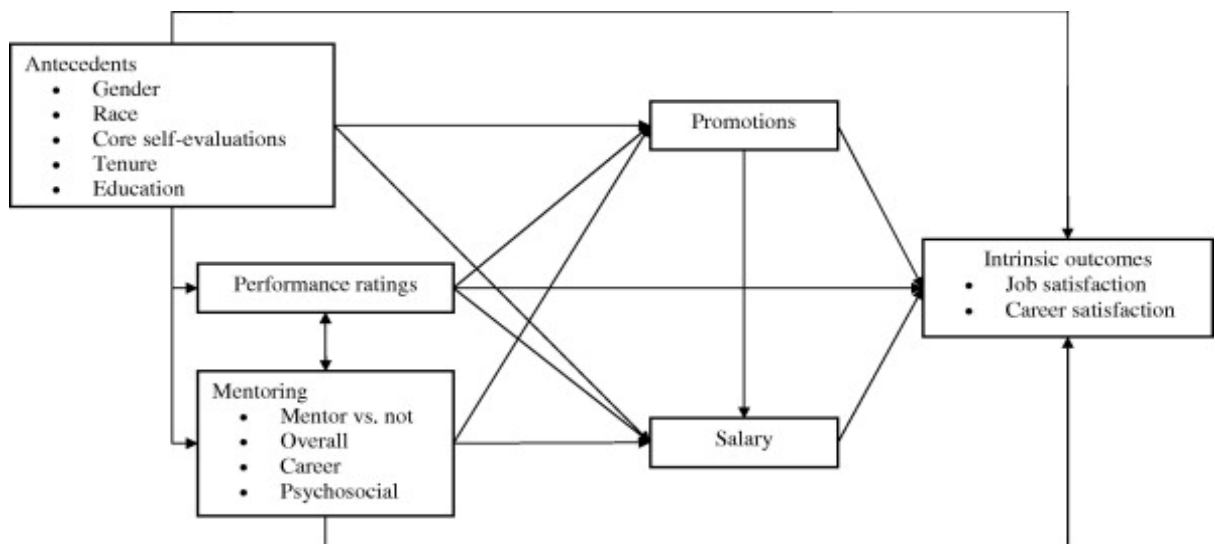 Antecedents
• Gender
• Race
• Core self-evaluations
• Tenure
• Education
Promotions
Performance ratings
Intrinsic outcomes
• Job satisfaction
• Career satisfaction
Mentoring
• Mentor vs. not
• Overall
• Career
• Psychosocial
Salary